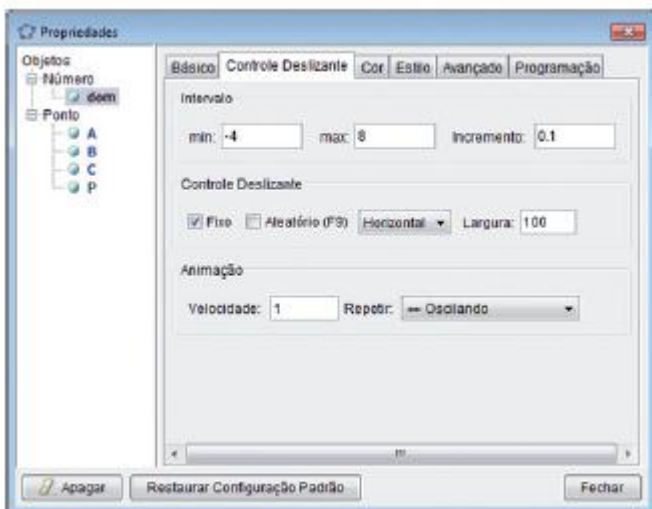 Propriedades
Objetos
Número
dom
Ponto
A
B
C
P
Básico Controle Deslizante Cor Estilo Avançado Programação
Intervalo
min: -4 max: 8 Incremento: 0.1
Controle Deslizante
Fixo Aleatório (F9) Horizontal Largura: 100
Animação
Velocidade: 1 Repetir: ↔ Oscilando
Apagar Restaurar Configuração Padrão Fechar